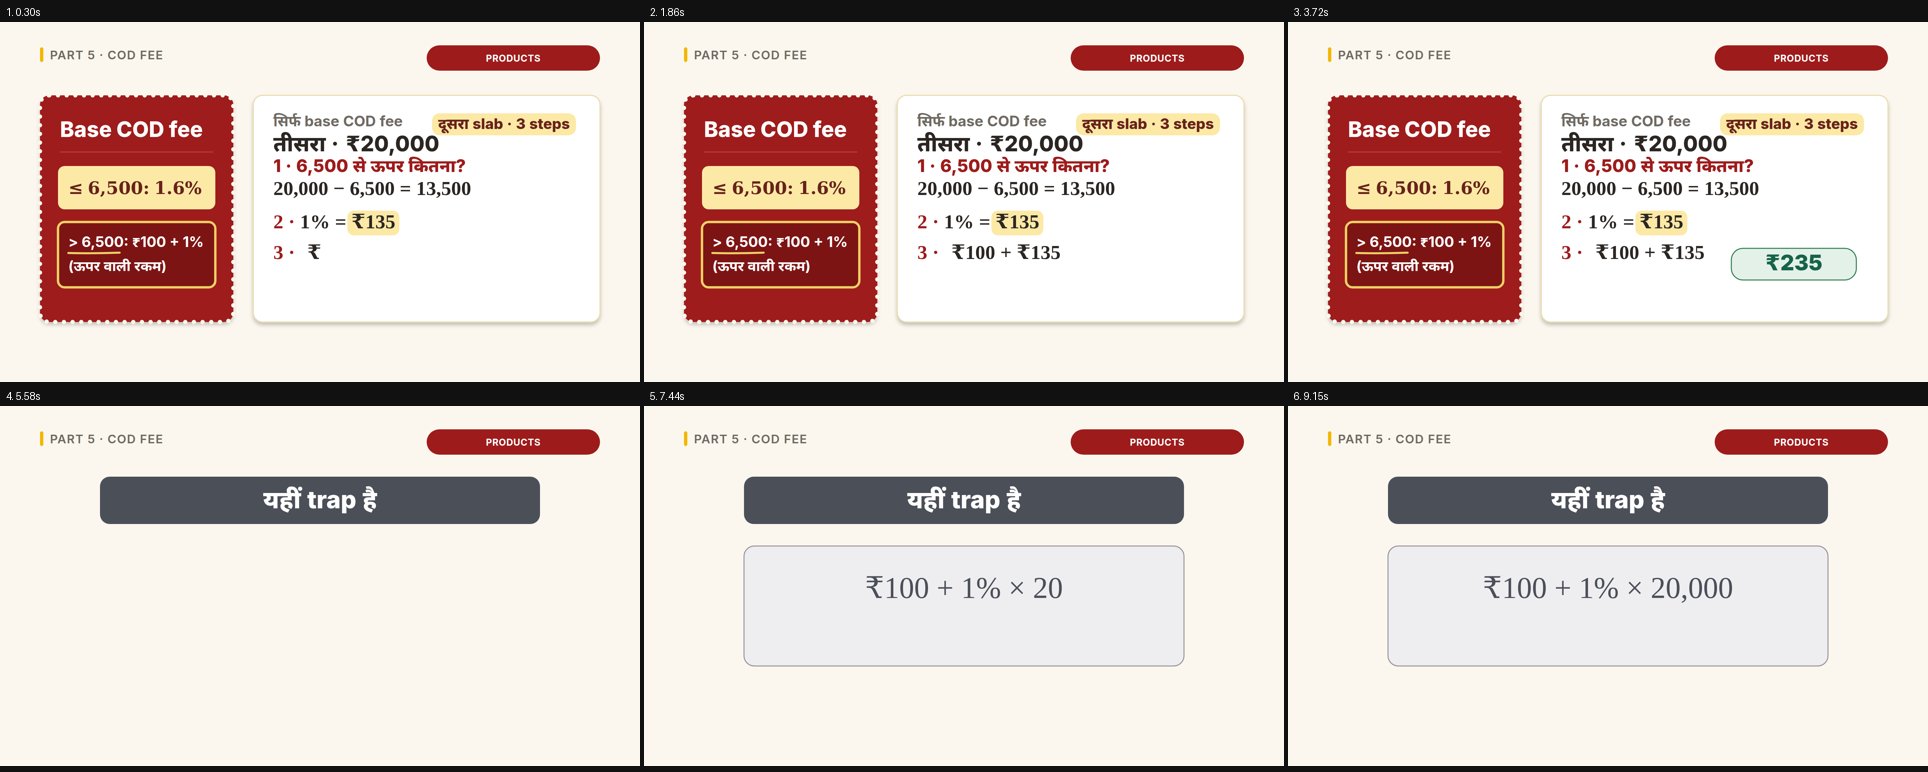 1. 0.30s
PART 5 · COD FEE
PRODUCTS
Base COD fee
≤ 6,500: 1.6%
> 6,500: ₹100 + 1%
(ऊपर वाली रकम)
सिर्फ base COD fee
दूसरा slab · 3 steps
तीसरा · ₹20,000
1 · 6,500 से ऊपर कितना?
20,000 − 6,500 = 13,500
2 · 1% = ₹135
3 · ₹
2. 1.86s
PART 5 · COD FEE
PRODUCTS
Base COD fee
≤ 6,500: 1.6%
> 6,500: ₹100 + 1%
(ऊपर वाली रकम)
सिर्फ base COD fee
दूसरा slab · 3 steps
तीसरा · ₹20,000
1 · 6,500 से ऊपर कितना?
20,000 − 6,500 = 13,500
2 · 1% = ₹135
3 · ₹100 + ₹135
3. 3.72s
PART 5 · COD FEE
PRODUCTS
Base COD fee
≤ 6,500: 1.6%
> 6,500: ₹100 + 1%
(ऊपर वाली रकम)
सिर्फ base COD fee
दूसरा slab · 3 steps
तीसरा · ₹20,000
1 · 6,500 से ऊपर कितना?
20,000 − 6,500 = 13,500
2 · 1% = ₹135
3 · ₹100 + ₹135
₹235
4. 5.58s
PART 5 · COD FEE
PRODUCTS
यहीं trap है
5. 7.44s
PART 5 · COD FEE
PRODUCTS
यहीं trap है
₹100 + 1% × 20
6. 9.15s
PART 5 · COD FEE
PRODUCTS
यहीं trap है
₹100 + 1% × 20,000